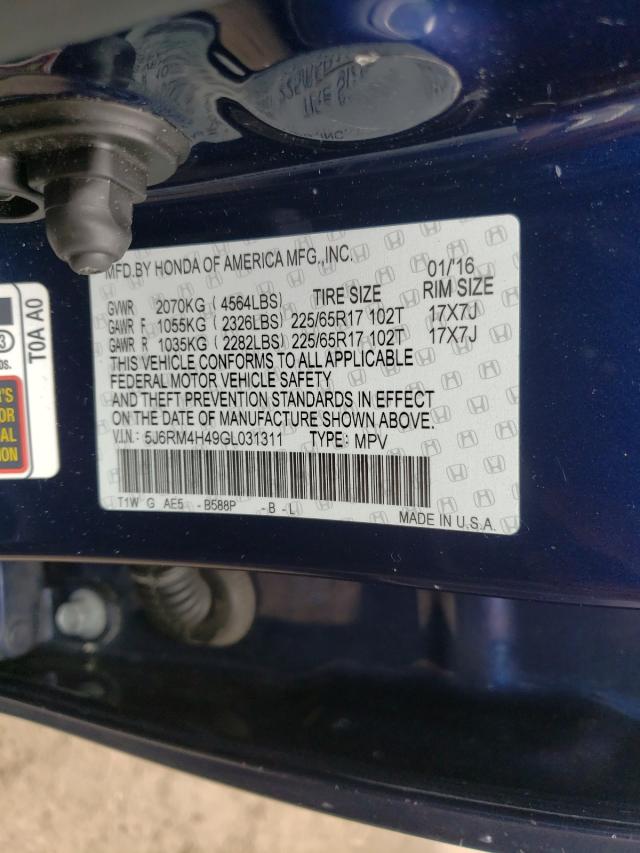 MFD.BY HONDA OF AMERICA MFG.,INC. 01/'16
GVWR 2070KG ( 4564LBS) TIRE SIZE RIM SIZE
GAWR F 1055KG ( 2326LBS) 225/65R17 102T 17X7J
GAWR R 1035KG ( 2282LBS) 225/65R17 102T 17X7J
THIS VEHICLE CONFORMS TO ALL APPLICABLE
FEDERAL MOTOR VEHICLE SAFETY
AND THEFT PREVENTION STANDARDS IN EFFECT
ON THE DATE OF MANUFACTURE SHOWN ABOVE.
V.I.N.: 5J6RM4H49GL031311 TYPE: MPV
T1W G AE5 -B588P -B -L
MADE IN U.S.A.
T0A A0